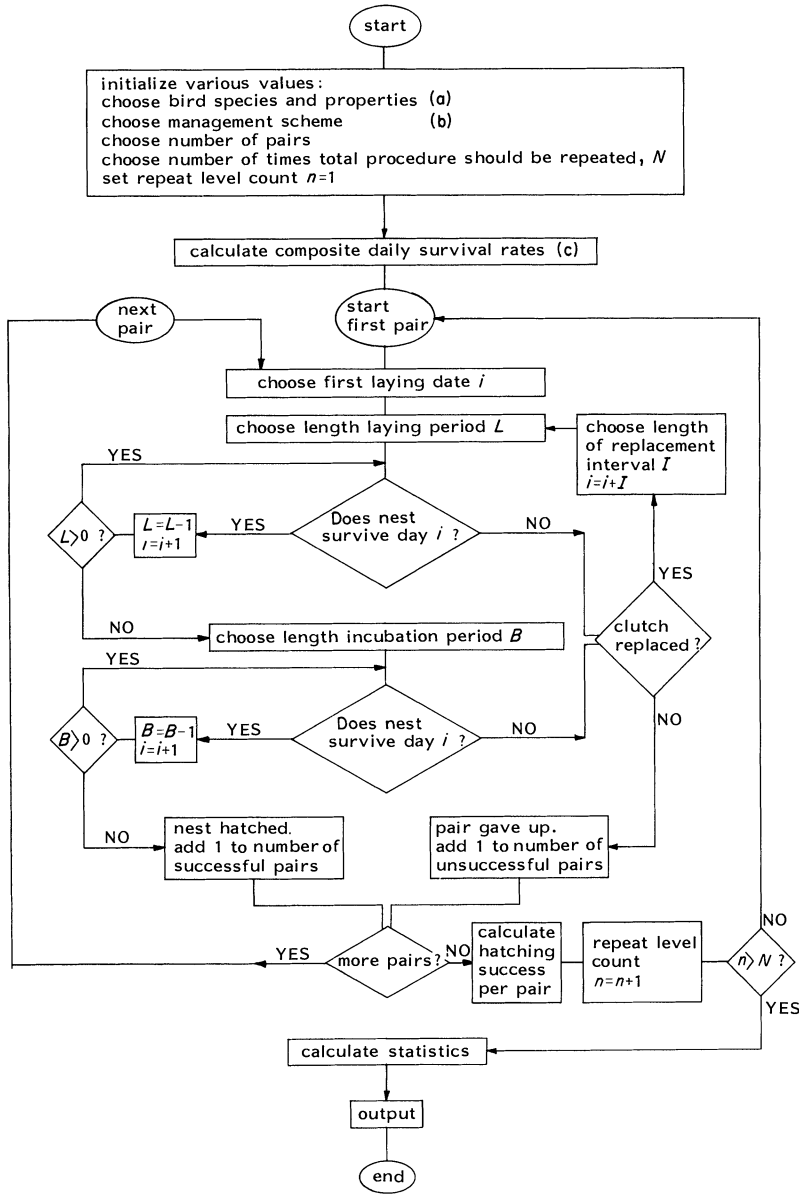 start
initialize various values:
choose bird species and properties (a)
choose management scheme (b)
choose number of pairs
choose number of times total procedure should be repeated, N
set repeat level count n=1
calculate composite daily survival rates (c)
next
pair
start
first pair
choose first laying date i
choose length laying period L
choose length
of replacement
interval I
i=i+I
YES
L>0 ?
L=L-1
i=i+1
YES
Does nest
survive day i ?
NO
YES
clutch
replaced?
NO
choose length incubation period B
YES
NO
B>0 ?
B=B-1
i=i+1
YES
Does nest
survive day i ?
NO
NO
nest hatched.
add 1 to number of
successful pairs
pair gave up.
add 1 to number of
unsuccessful pairs
YES
more pairs?
NO
calculate
hatching
success
per pair
repeat level
count
n=n+1
NO
n>N ?
YES
calculate statistics
output
end